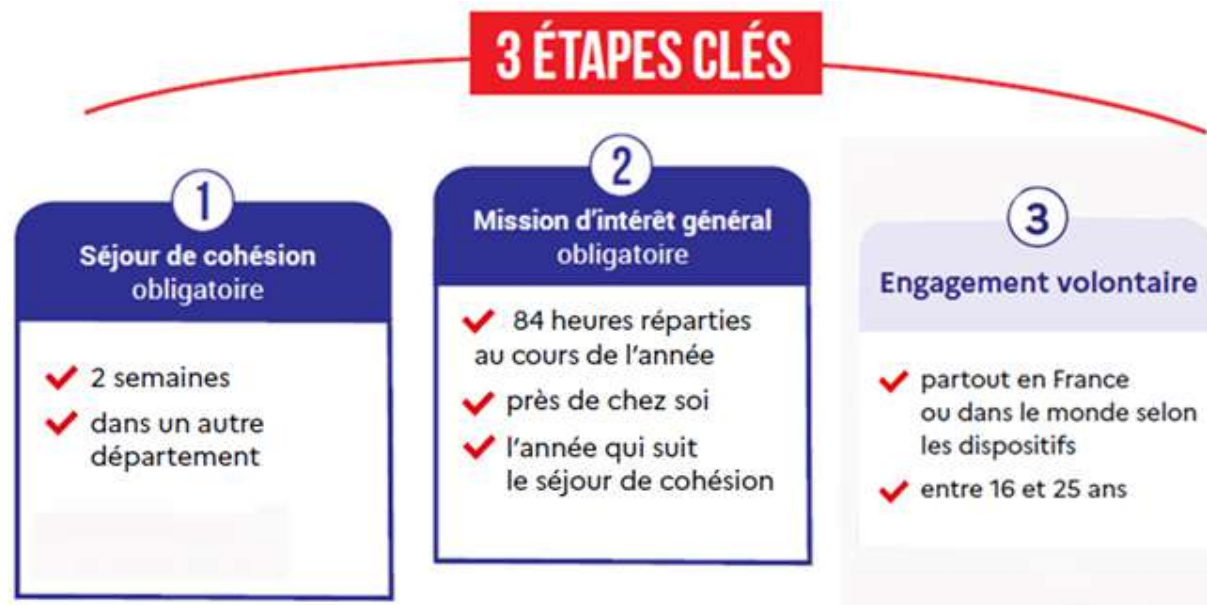 3 ÉTAPES CLÉS
1
Séjour de cohésion
obligatoire
2 semaines
dans un autre
département
2
Mission d'intérêt général
obligatoire
84 heures réparties
au cours de l'année
près de chez soi
l'année qui suit
le séjour de cohésion
3
Engagement volontaire
partout en France
ou dans le monde selon
les dispositifs
entre 16 et 25 ans